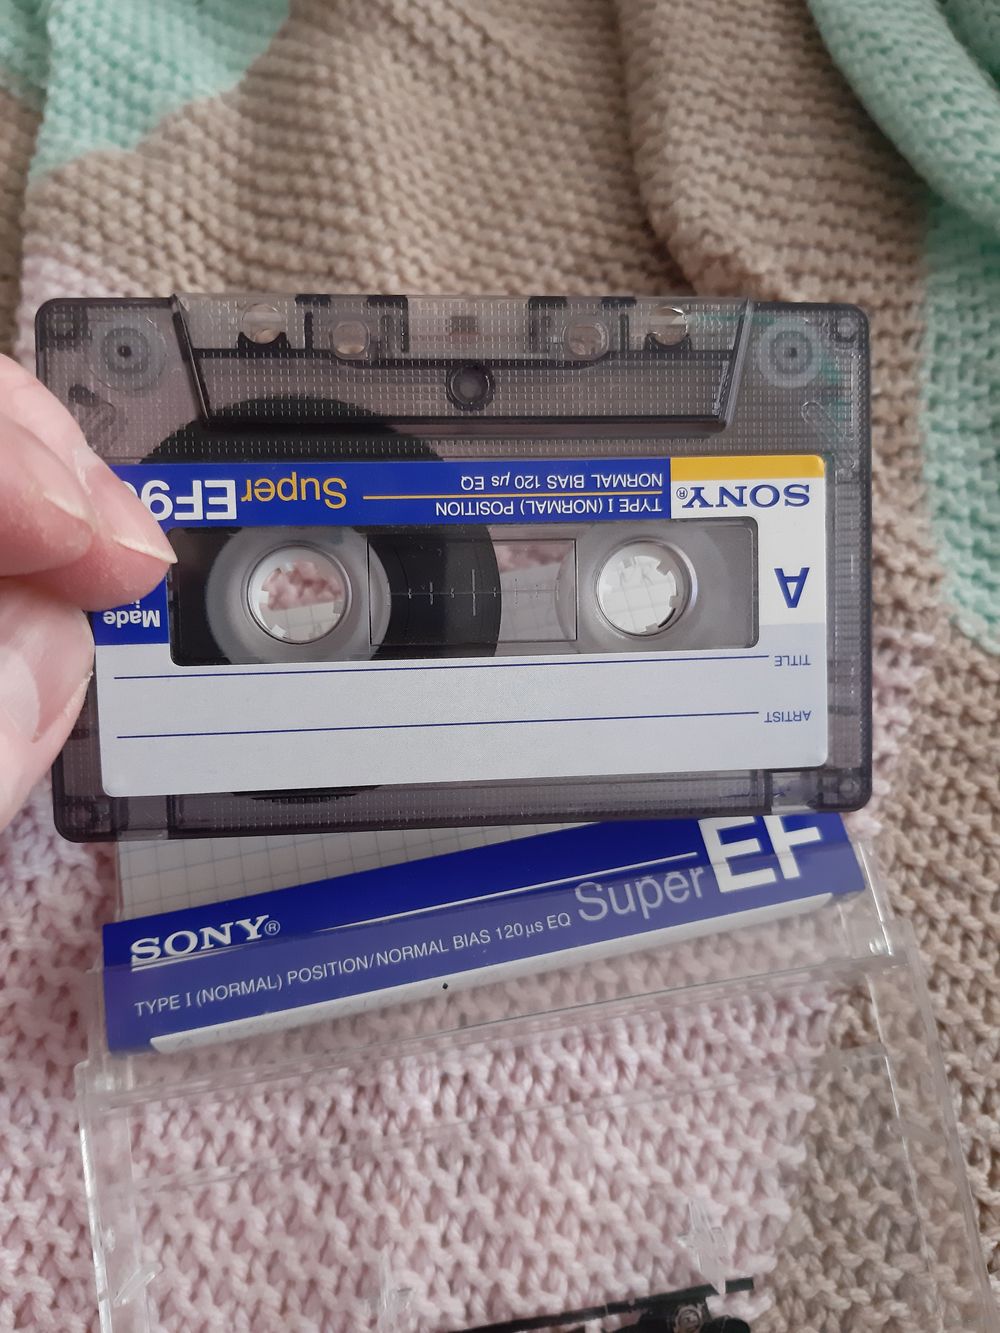 SONY®
TYPE I (NORMAL) POSITION
NORMAL BIAS 120 µs EQ
Super EF90
A
Made
TITLE
ARTIST
SONY®
TYPE I (NORMAL) POSITION/NORMAL BIAS 120µs EQ
Super EF